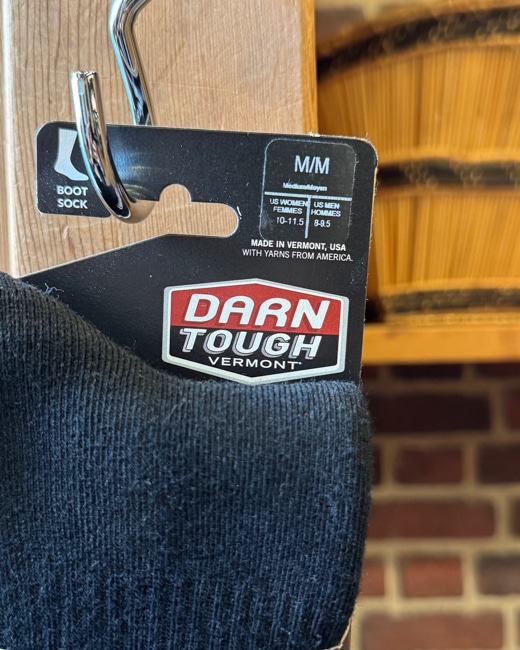 BOOT
SOCK
M/M
Medium/Moyen
US WOMEN
FEMMES
10-11.5
US MEN
HOMMES
8-9.5
MADE IN VERMONT, USA
WITH YARNS FROM AMERICA.
DARN
TOUGH
VERMONT